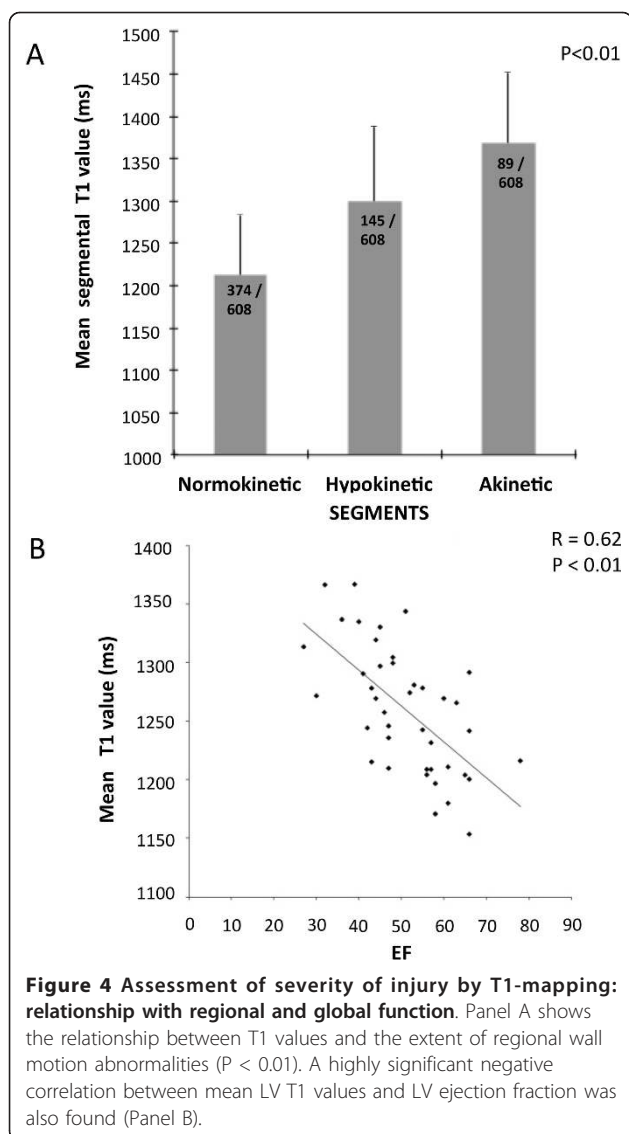 A
P<0.01
Mean segmental T1 value (ms)
1500
1450
1400
1350
1300
1250
1200
1150
1100
1050
1000
374 /
608
145 /
608
89 /
608
Normokinetic Hypokinetic Akinetic
SEGMENTS
B
R = 0.62
P < 0.01
Mean T1 value (ms)
1400
1350
1300
1250
1200
1150
1100
0 10 20 30 40 50 60 70 80 90
EF
Figure 4 Assessment of severity of injury by T1-mapping:
relationship with regional and global function. Panel A shows
the relationship between T1 values and the extent of regional wall
motion abnormalities (P < 0.01). A highly significant negative
correlation between mean LV T1 values and LV ejection fraction was
also found (Panel B).